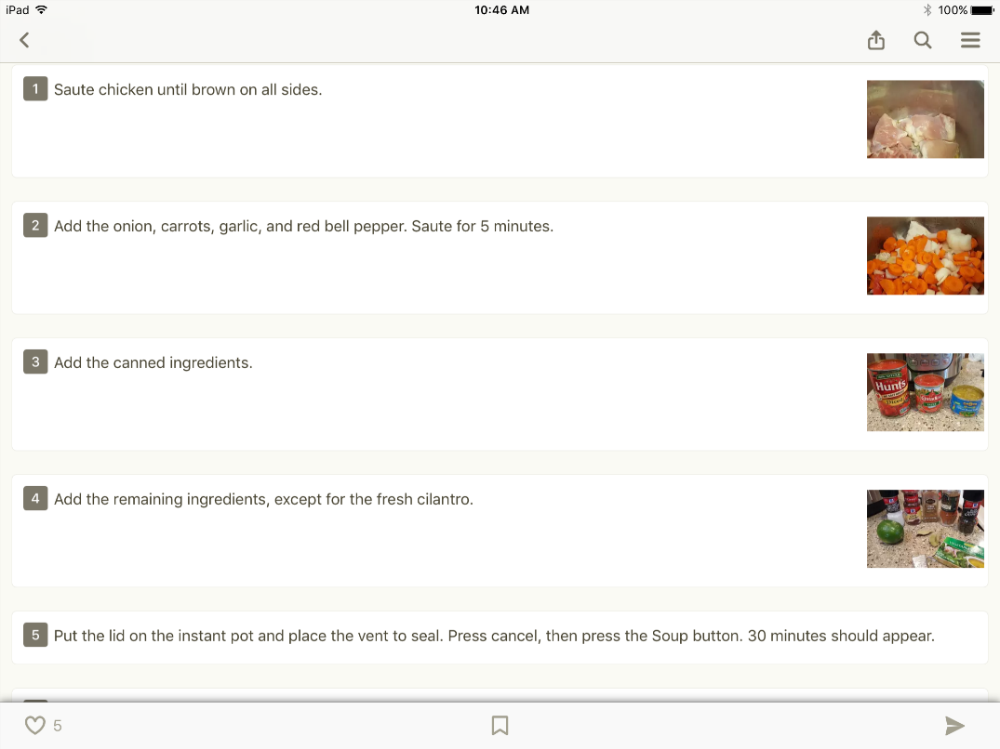 iPad
10:46 AM
100%
1 Saute chicken until brown on all sides.
2 Add the onion, carrots, garlic, and red bell pepper. Saute for 5 minutes.
3 Add the canned ingredients.
Hunt's
4 Add the remaining ingredients, except for the fresh cilantro.
5 Put the lid on the instant pot and place the vent to seal. Press cancel, then press the Soup button. 30 minutes should appear.
5